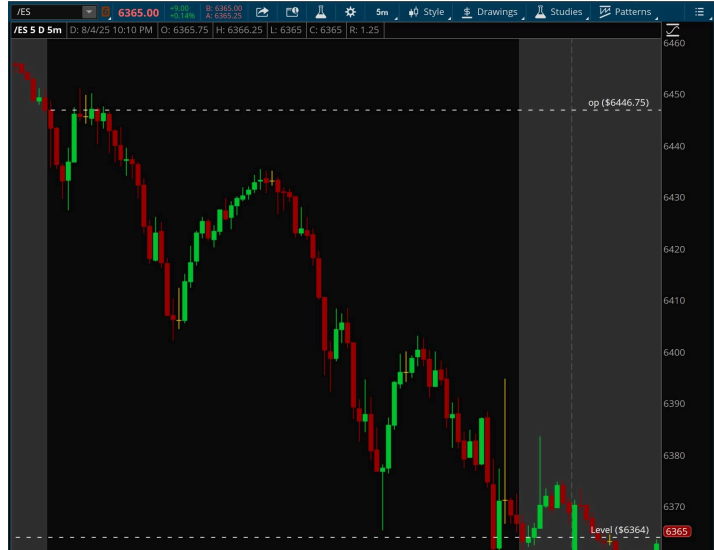 /ES 6365.00 +9.00 B: 6365.00 5m Style Drawings Studies Patterns
+0.14% A: 6365.25
/ES 5 D 5m D: 8/4/25 10:10 PM O: 6365.75 H: 6366.25 L: 6365 C: 6365 R: 1.25
6460
6450
op ($6446.75)
6440
6430
6420
6410
6400
6390
6380
6370
Level ($6364)
6365